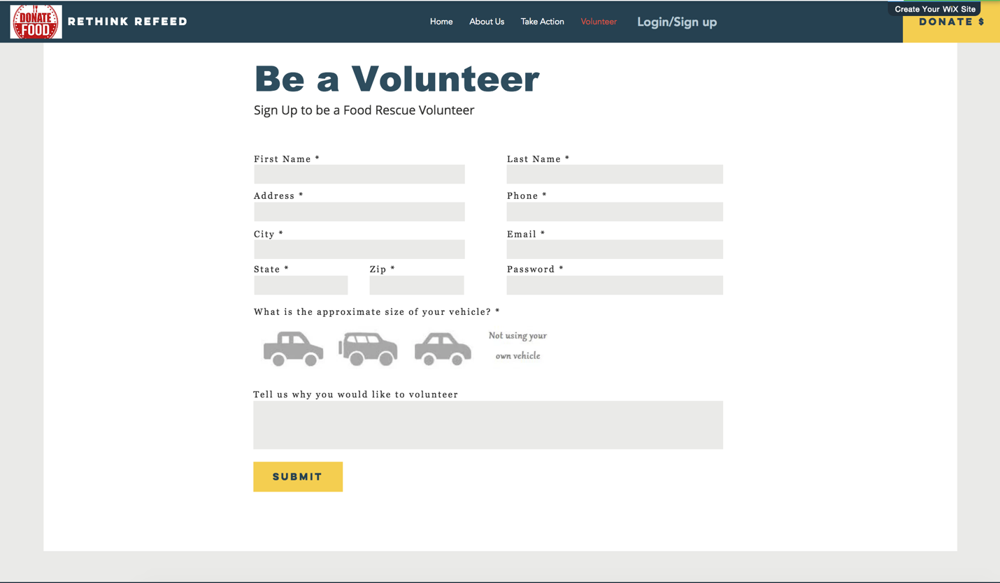 Create Your WiX Site
DONATE
FOOD
RETHINK REFEED
Home
About Us
Take Action
Volunteer
Login/Sign up
DONATE $
Be a Volunteer
Sign Up to be a Food Rescue Volunteer
First Name *
Last Name *
Address *
Phone *
City *
Email *
State *
Zip *
Password *
What is the approximate size of your vehicle? *
Not using your
own vehicle
Tell us why you would like to volunteer
SUBMIT